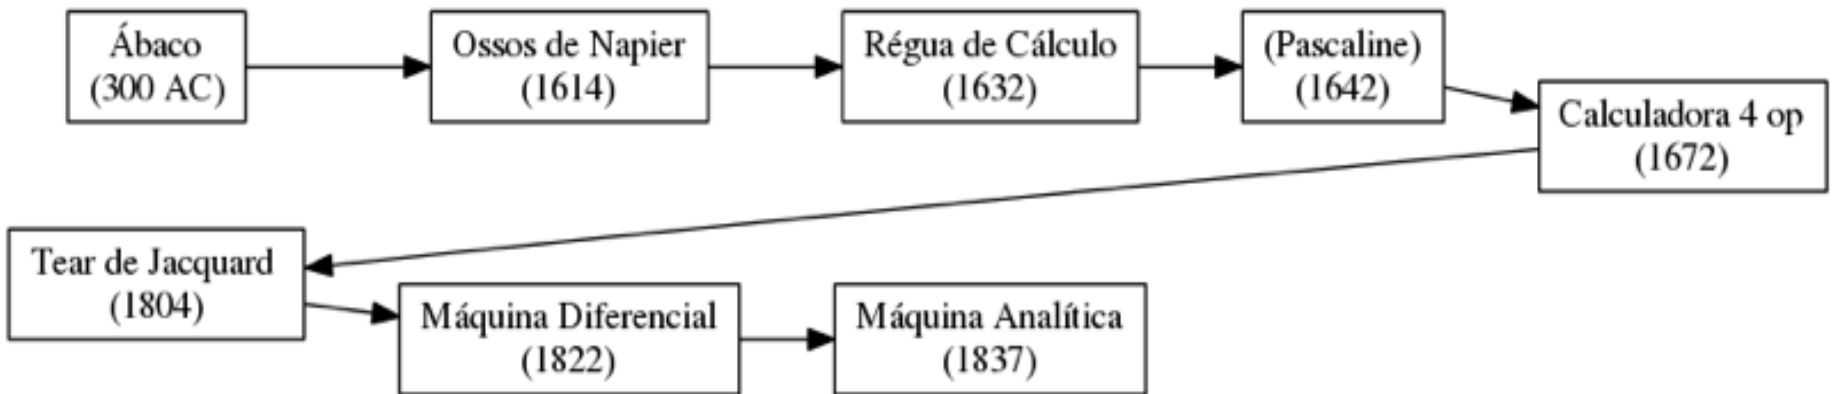 Ábaco
(300 AC)
Ossos de Napier
(1614)
Régua de Cálculo
(1632)
(Pascaline)
(1642)
Calculadora 4 op
(1672)
Tear de Jacquard
(1804)
Máquina Diferencial
(1822)
Máquina Analítica
(1837)